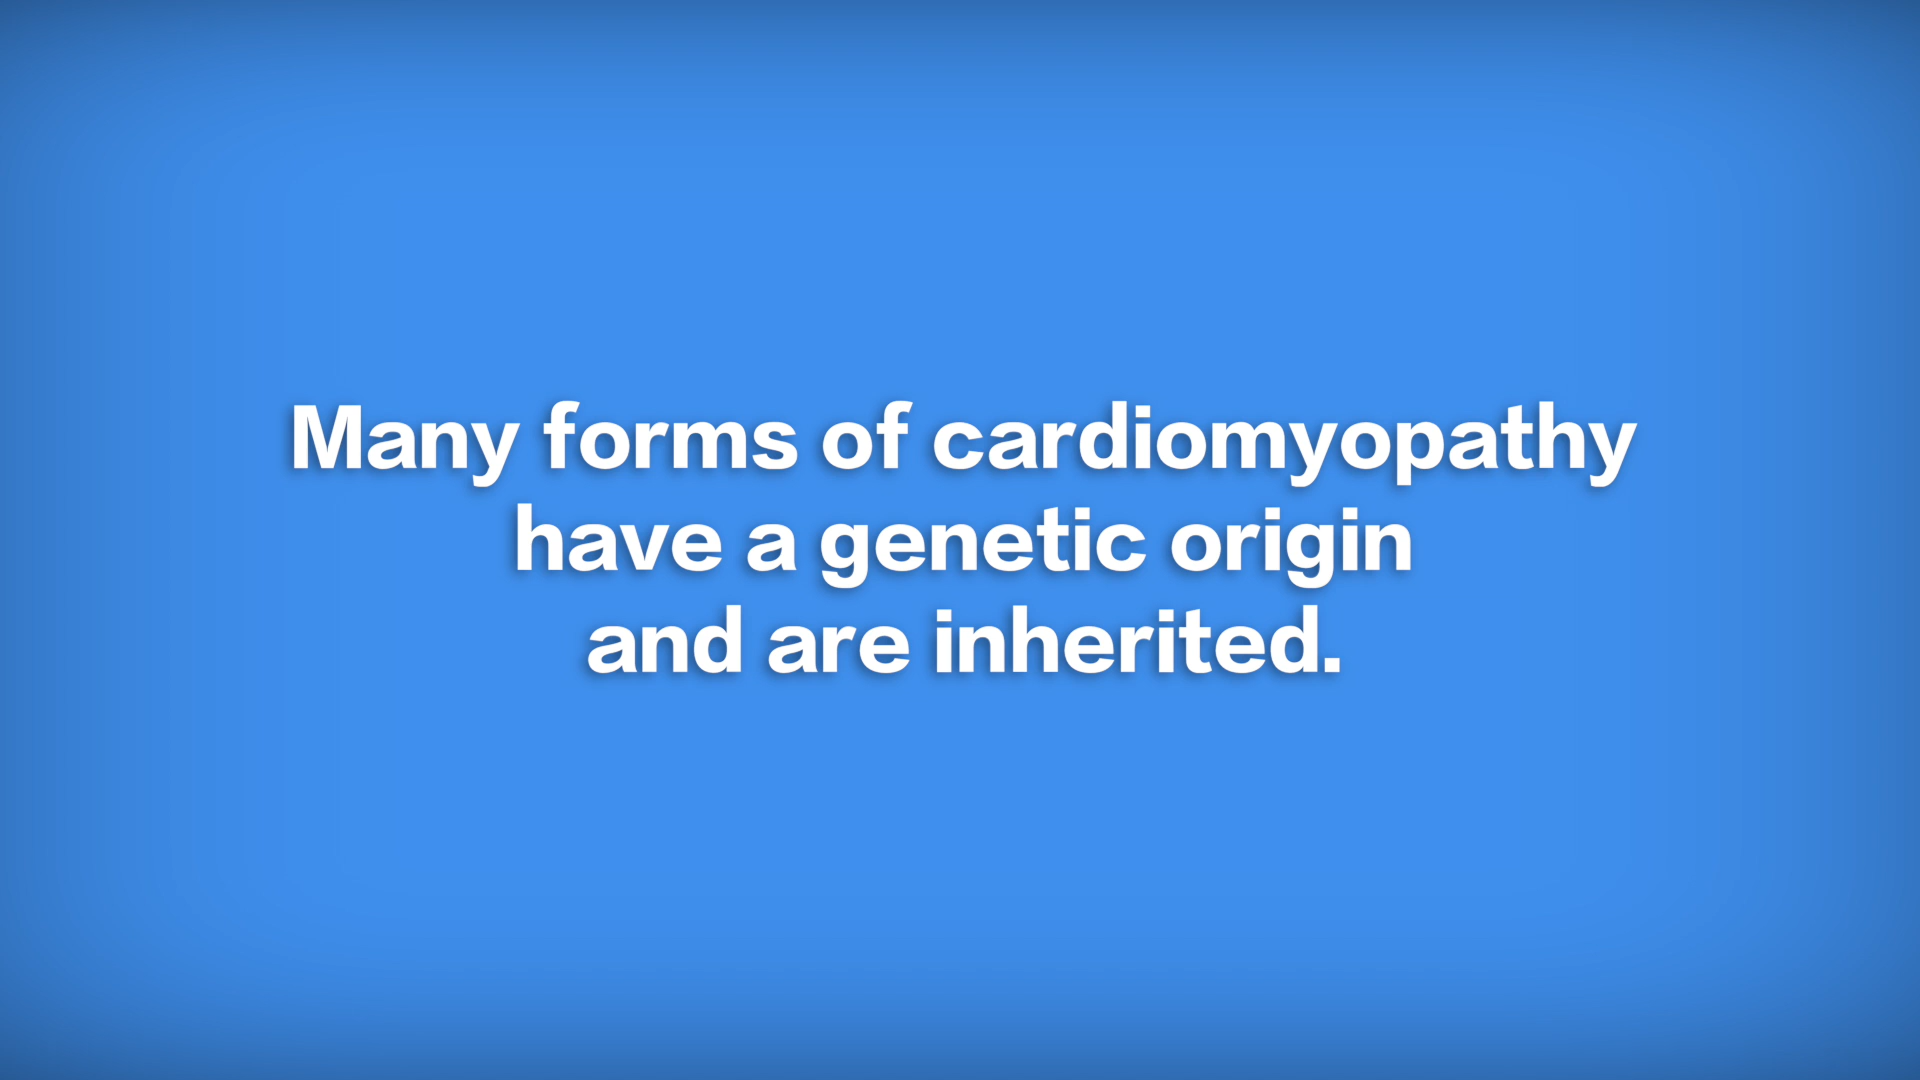 Many forms of cardiomyopathy
have a genetic origin
and are inherited.